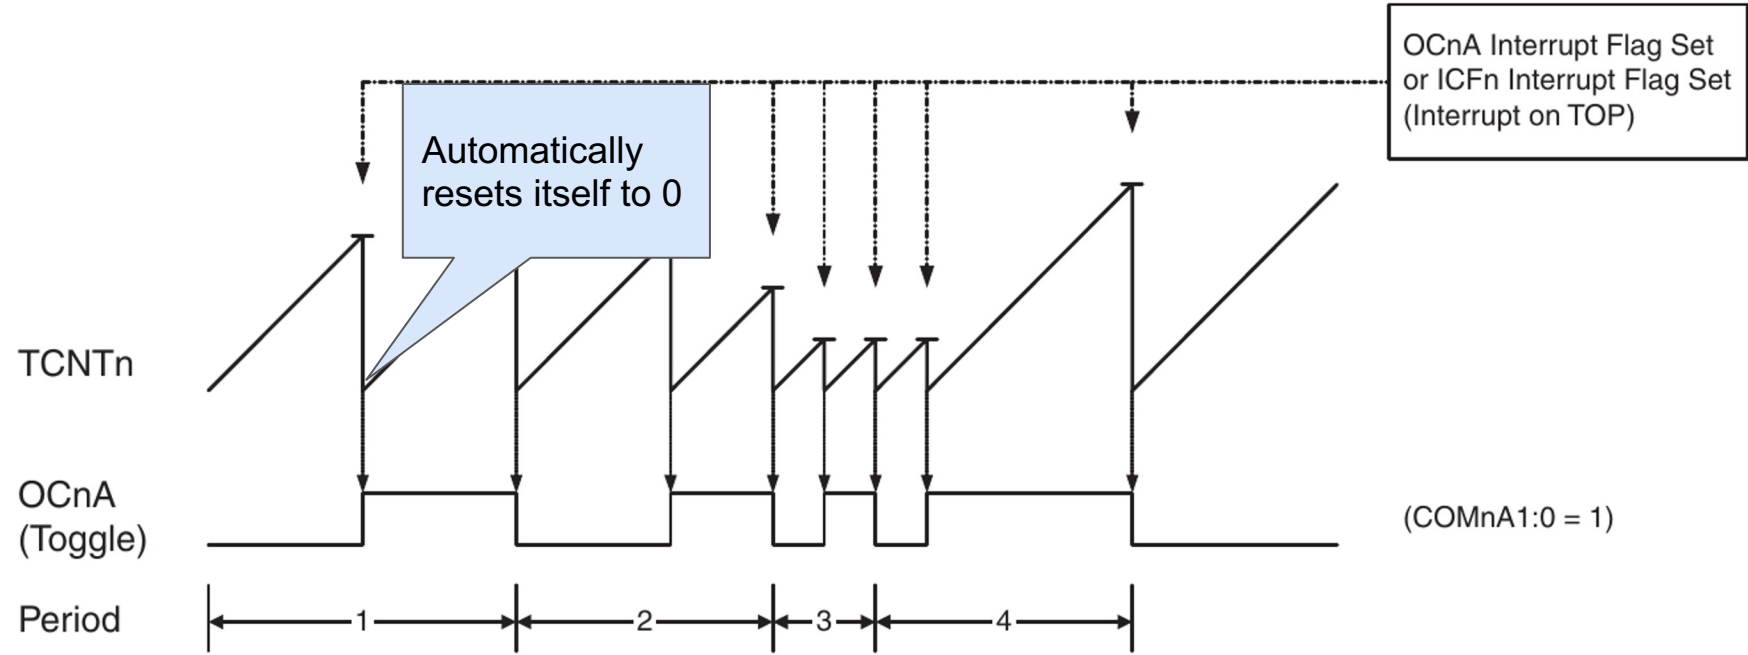 OCnA Interrupt Flag Set
or ICFn Interrupt Flag Set
(Interrupt on TOP)
Automatically
resets itself to 0
TCNTn
OCnA
(Toggle)
(COMnA1:0 = 1)
Period
1
2
3
4